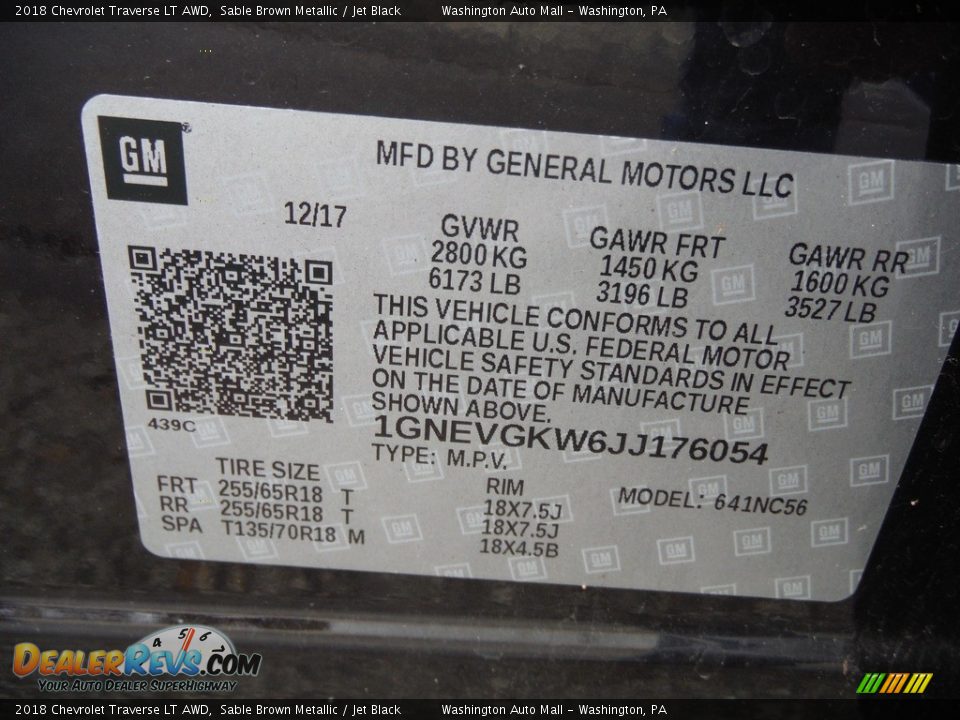 2018 Chevrolet Traverse LT AWD, Sable Brown Metallic / Jet Black Washington Auto Mall - Washington, PA
GM
MFD BY GENERAL MOTORS LLC
12/17
GVWR GAWR FRT GAWR RR
2800 KG 1450 KG 1600 KG
6173 LB 3196 LB 3527 LB
THIS VEHICLE CONFORMS TO ALL
APPLICABLE U.S. FEDERAL MOTOR
VEHICLE SAFETY STANDARDS IN EFFECT
ON THE DATE OF MANUFACTURE
SHOWN ABOVE.
439C
1GNEVGKW6JJ176054
TYPE: M.P.V.
TIRE SIZE RIM MODEL: 641NC56
FRT 255/65R18 T 18X7.5J
RR 255/65R18 T 18X7.5J
SPA T135/70R18 M 18X4.5B
4 5 6
DEALERREVS.COM
YOUR AUTO DEALER SUPERHIGHWAY
2018 Chevrolet Traverse LT AWD, Sable Brown Metallic / Jet Black Washington Auto Mall - Washington, PA